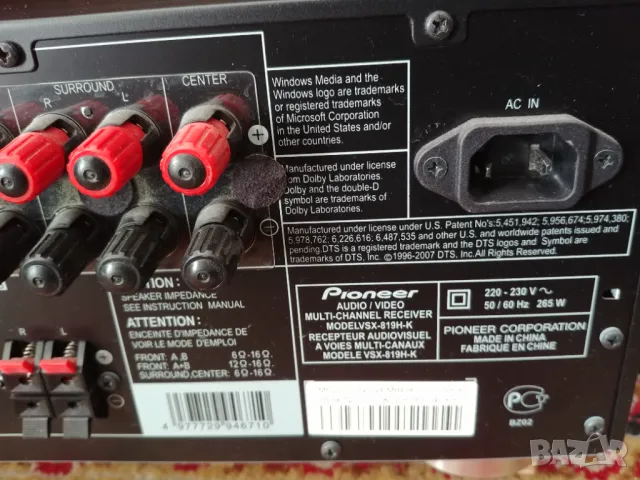 SURROUND
R
L
CENTER
Windows Media and the
Windows logo are trademarks
or registered trademarks
of Microsoft Corporation
in the United States and/or
other countries.
Manufactured under license
from Dolby Laboratories.
Dolby and the double-D
symbol are trademarks of
Dolby Laboratories.
AC IN
Manufactured under license under U.S. Patent No's:5,451,942; 5,956,674;5,974,380;
5,978,762; 6,226,616; 6,487,535 and other U.S. and worldwide patents issued and
pending.DTS is a registered trademark and the DTS logos and Symbol are
trademarks of DTS, Inc. ©1996-2007 DTS, Inc. All Rights Reserved.
CAUTION:
SPEAKER IMPEDANCE
SEE INSTRUCTION MANUAL
ATTENTION:
ENCEINTE D'IMPEDANCE DE
VOIR LE MODE D'EMPLOI
FRONT: A,B 6Ω-16Ω.
FRONT: A+B 12Ω-16Ω.
SURROUND,CENTER: 6Ω-16Ω.
R
L
4 977729 946710
Pioneer
AUDIO / VIDEO
MULTI-CHANNEL RECEIVER
MODELVSX-819H-K
RECEPTEUR AUDIOVISUEL
A VOIES MULTI-CANAUX
MODELE VSX-819H-K
220 - 230 V ~
50 / 60 Hz 265 W
PIONEER CORPORATION
MADE IN CHINA
FABRIQUE EN CHINE
BZ02
BAZAR